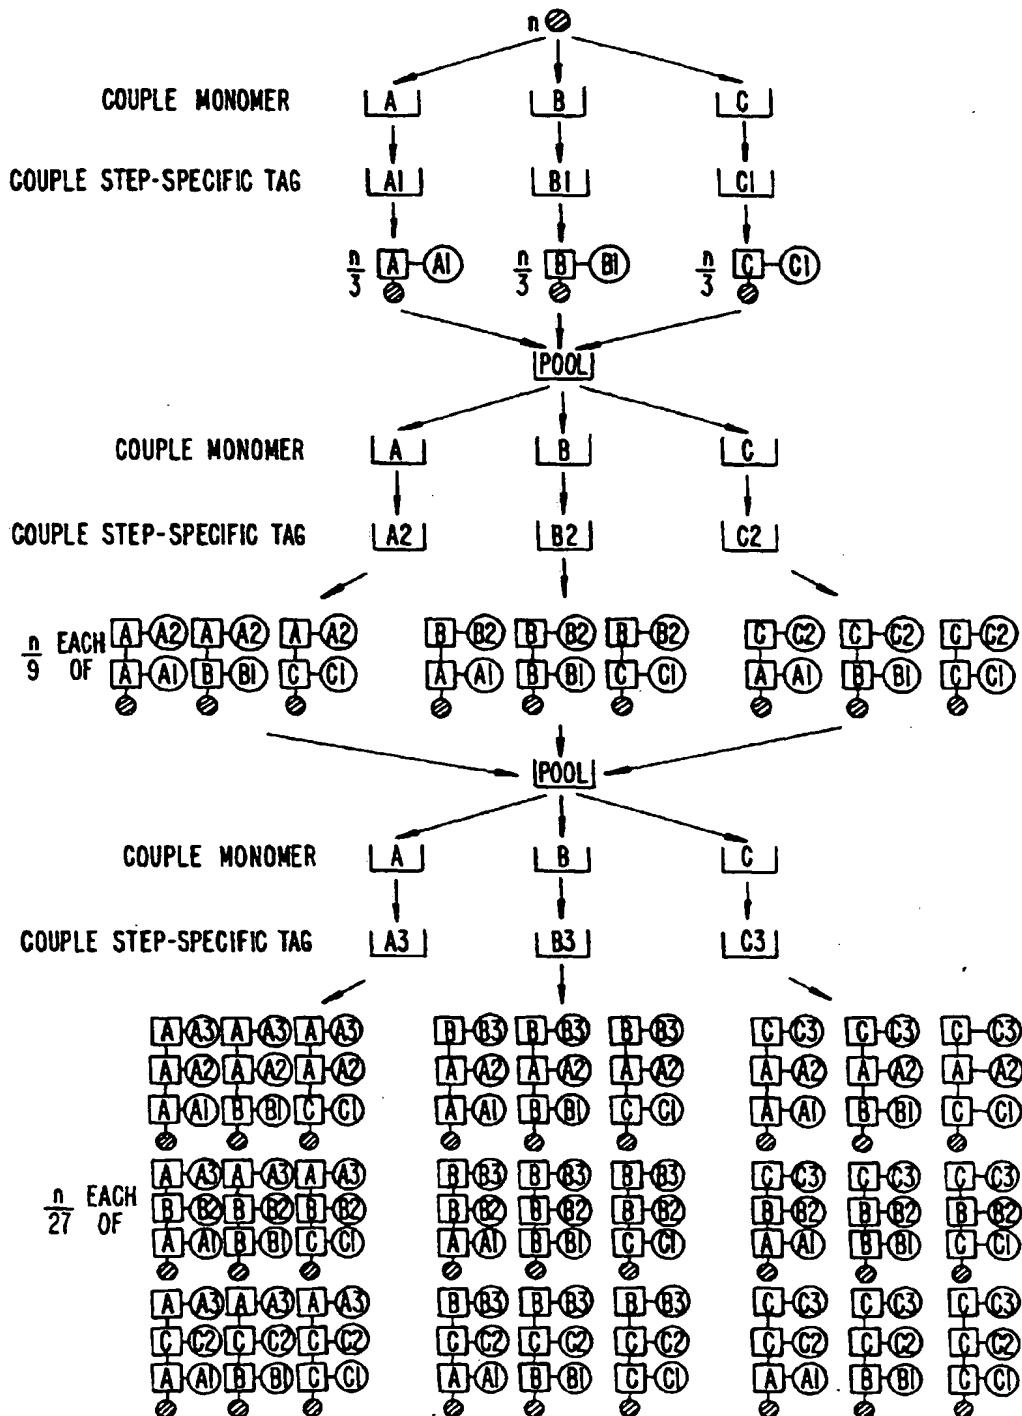 n
COUPLE MONOMER A B C
COUPLE STEP-SPECIFIC TAG A1 B1 C1
n/3 A A1 n/3 B B1 n/3 C C1
POOL
COUPLE MONOMER A B C
COUPLE STEP-SPECIFIC TAG A2 B2 C2
A A2 A A2 A A2 B B2 B B2 B B2 C C2 C C2 C C2
n/9 EACH OF
A A1 B B1 C C1 A A1 B B1 C C1 A A1 B B1 C C1
POOL
COUPLE MONOMER A B C
COUPLE STEP-SPECIFIC TAG A3 B3 C3
A A3 A A3 A A3 B B3 B B3 B B3 C C3 C C3 C C3
A A2 A A2 A A2 A A2 A A2 A A2 A A2 A A2 A A2
A A1 B B1 C C1 A A1 B B1 C C1 A A1 B B1 C C1
A A3 A A3 A A3 B B3 B B3 B B3 C C3 C C3 C C3
n/27 EACH OF
B B2 B B2 B B2 B B2 B B2 B B2 B B2 B B2 B B2
A A1 B B1 C C1 A A1 B B1 C C1 A A1 B B1 C C1
A A3 A A3 A A3 B B3 B B3 B B3 C C3 C C3 C C3
C C2 C C2 C C2 C C2 C C2 C C2 C C2 C C2 C C2
A A1 B B1 C C1 A A1 B B1 C C1 A A1 B B1 C C1